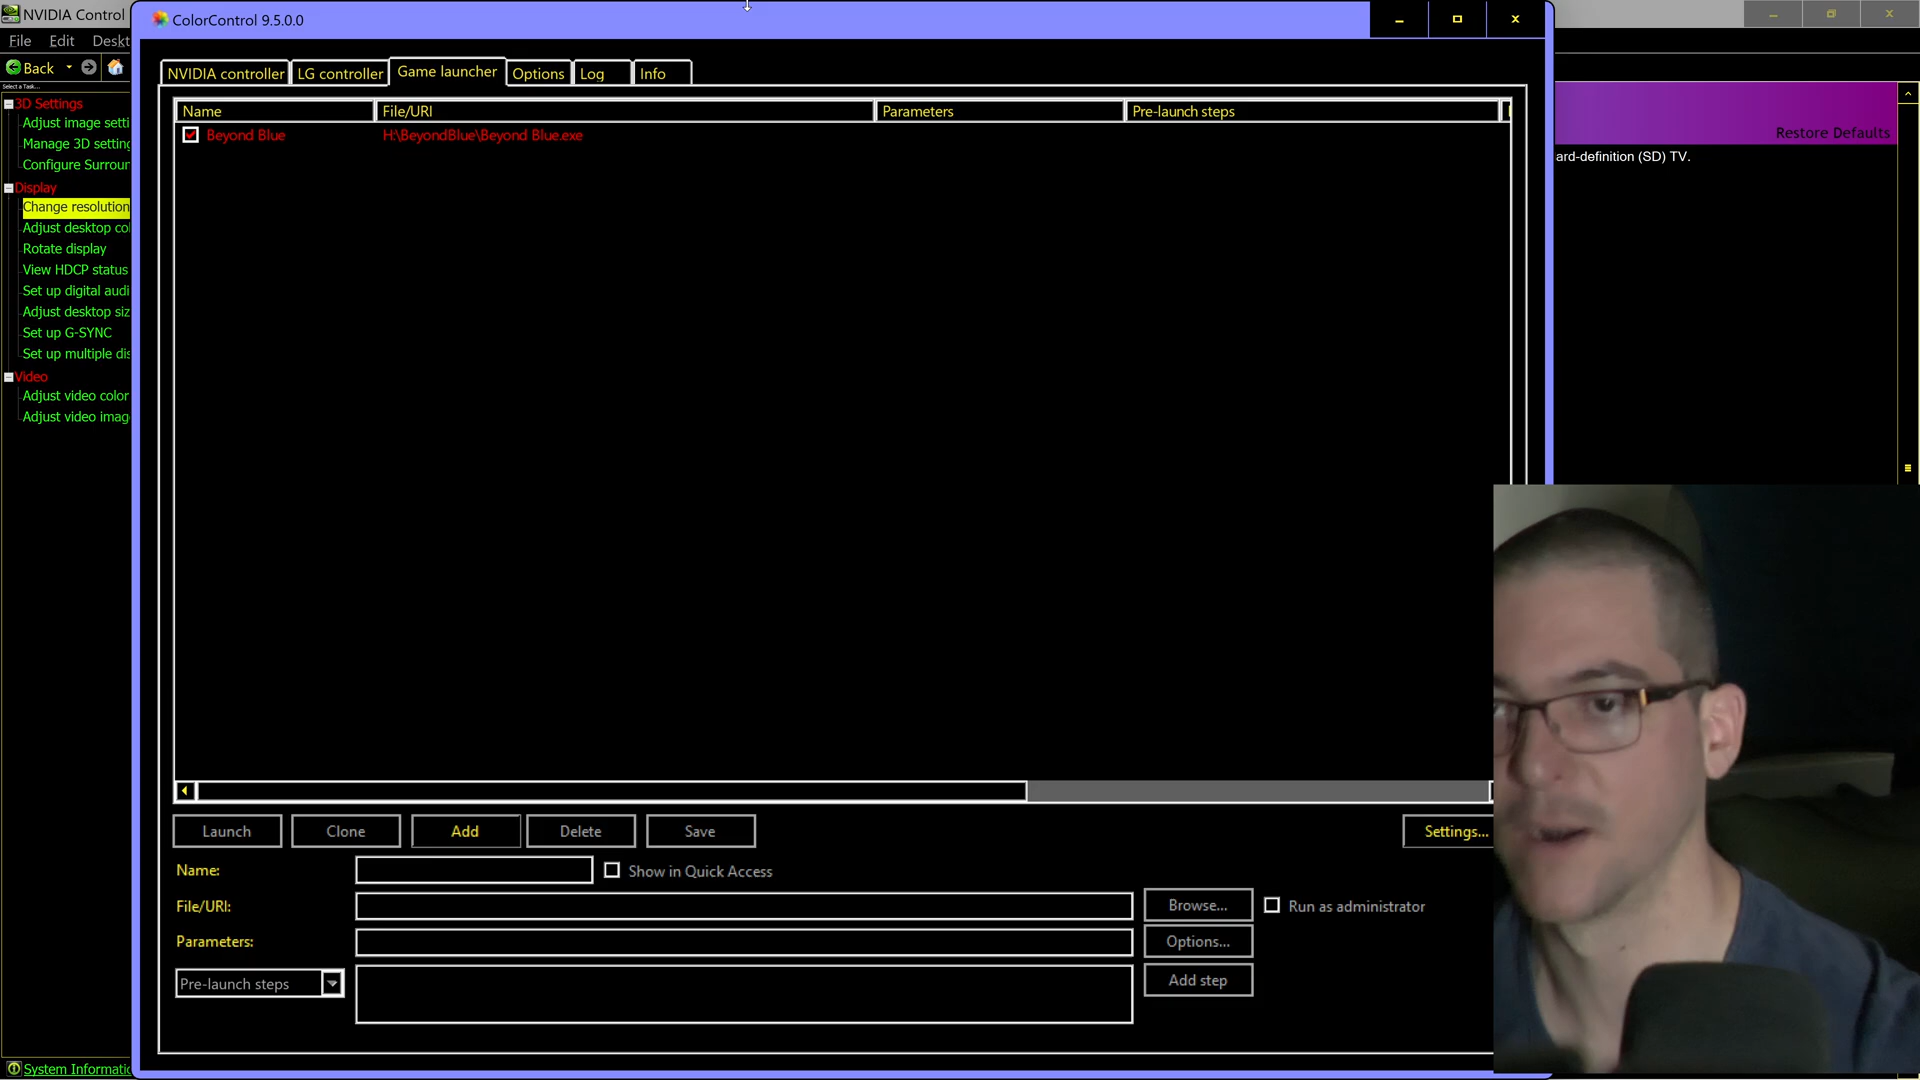 NVIDIA Control
File Edit Deskt
Back
Select a Task...
3D Settings
Adjust image setti
Manage 3D setting
Configure Surroun
Display
Change resolution
Adjust desktop co
Rotate display
View HDCP status
Set up digital audi
Adjust desktop siz
Set up G-SYNC
Set up multiple dis
Video
Adjust video color
Adjust video imag
System Informatio
ColorControl 9.5.0.0
NVIDIA controller LG controller Game launcher Options Log Info
Name File/URI Parameters Pre-launch steps
Beyond Blue H:\BeyondBlue\Beyond Blue.exe
Launch Clone Add Delete Save Settings...
Name: Show in Quick Access
File/URI: Browse... Run as administrator
Parameters: Options...
Pre-launch steps Add step
Restore Defaults
ard-definition (SD) TV.